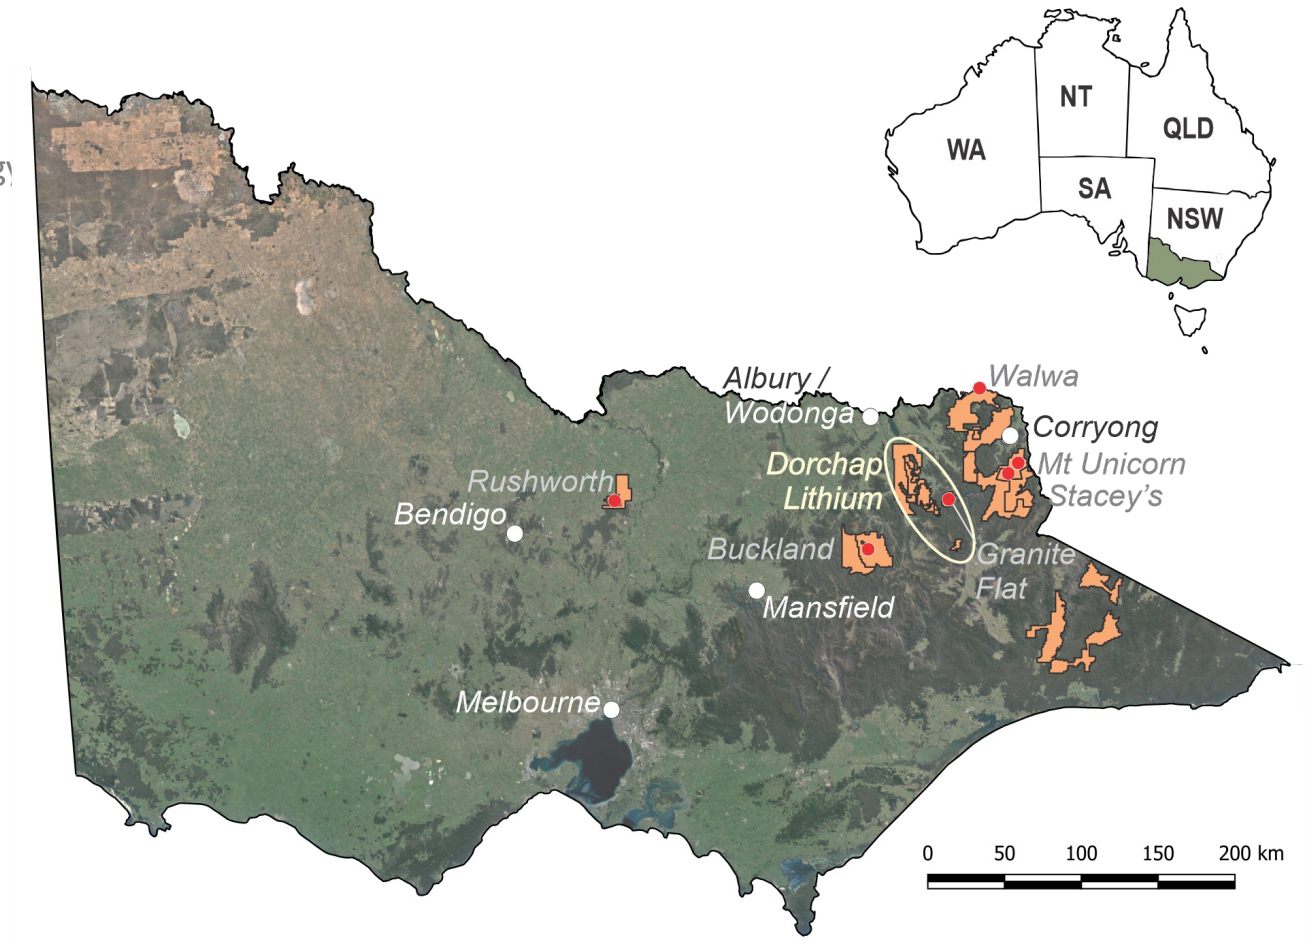 NT
QLD
WA
SA
NSW
gy
Albury /
Wodonga
Walwa
Corryong
Dorchap
Lithium
Mt Unicorn
Stacey's
Rushworth
Bendigo
Buckland
Granite
Flat
Mansfield
Melbourne
0 50 100 150 200 km